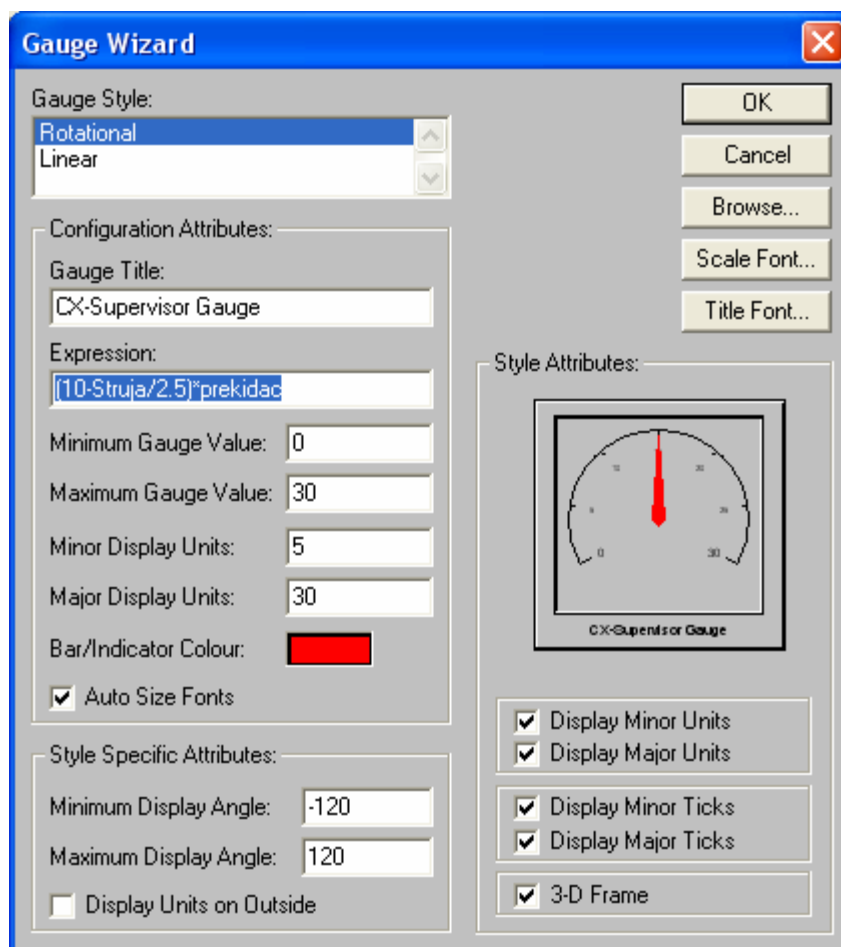 Gauge Wizard
Gauge Style:
Rotational
Linear
OK
Cancel
Browse...
Scale Font...
Title Font...
Configuration Attributes:
Gauge Title:
CX-Supervisor Gauge
Expression:
(10-Struja/2.5)*prekidac
Minimum Gauge Value: 0
Maximum Gauge Value: 30
Minor Display Units: 5
Major Display Units: 30
Bar/Indicator Colour:
Auto Size Fonts
Style Specific Attributes:
Minimum Display Angle: -120
Maximum Display Angle: 120
Display Units on Outside
Style Attributes:
10 20
5 25
0 30
CX-Supervisor Gauge
Display Minor Units
Display Major Units
Display Minor Ticks
Display Major Ticks
3-D Frame